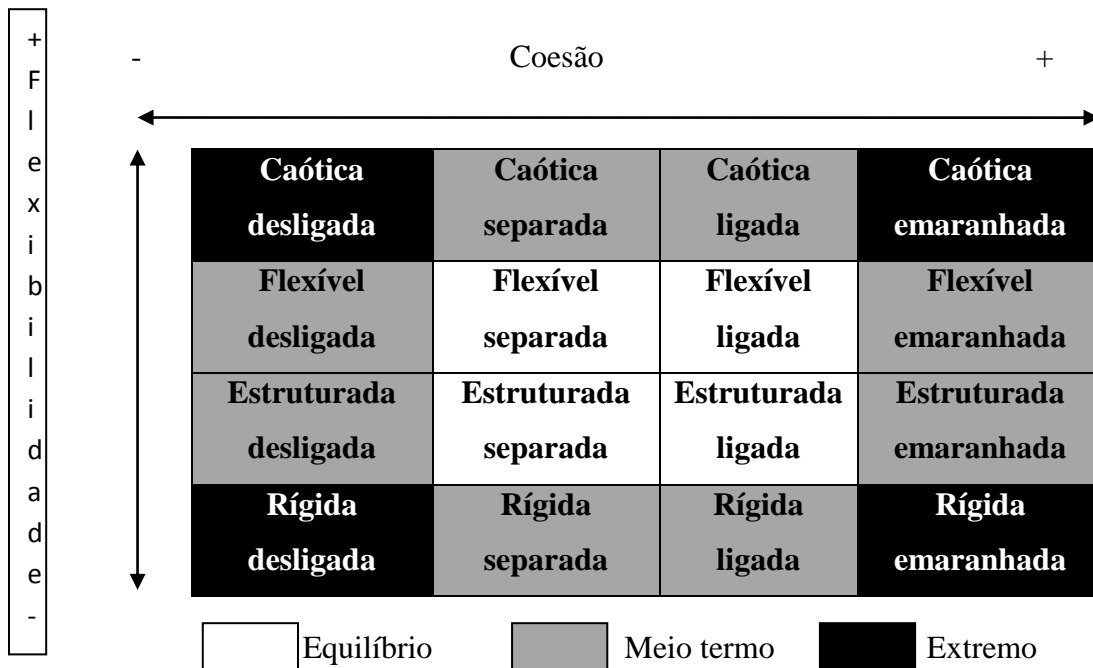 +
F
l
e
x
i
b
i
l
i
d
a
d
e
-
- Coesão +
Caótica desligada
Caótica separada
Caótica ligada
Caótica emaranhada
Flexível desligada
Flexível separada
Flexível ligada
Flexível emaranhada
Estruturada desligada
Estruturada separada
Estruturada ligada
Estruturada emaranhada
Rígida desligada
Rígida separada
Rígida ligada
Rígida emaranhada
Equilíbrio Meio termo Extremo